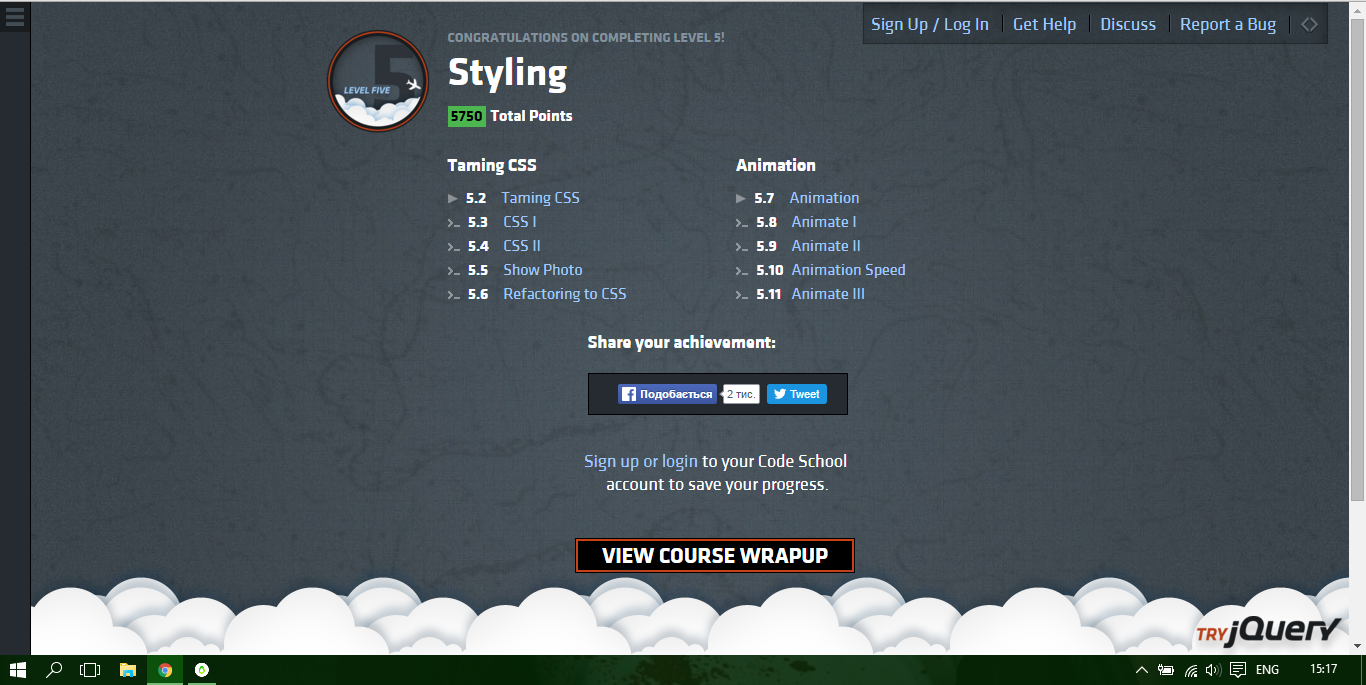 Sign Up / Log In
Get Help
Discuss
Report a Bug
CONGRATULATIONS ON COMPLETING LEVEL 5!
5
LEVEL FIVE
Styling
5750 Total Points
Taming CSS
5.2 Taming CSS
5.3 CSS I
5.4 CSS II
5.5 Show Photo
5.6 Refactoring to CSS
Animation
5.7 Animation
5.8 Animate I
5.9 Animate II
5.10 Animation Speed
5.11 Animate III
Share your achievement:
Подобається 2 тис. Tweet
Sign up or login to your Code School
account to save your progress.
VIEW COURSE WRAPUP
TRY jQuery
ENG 15:17